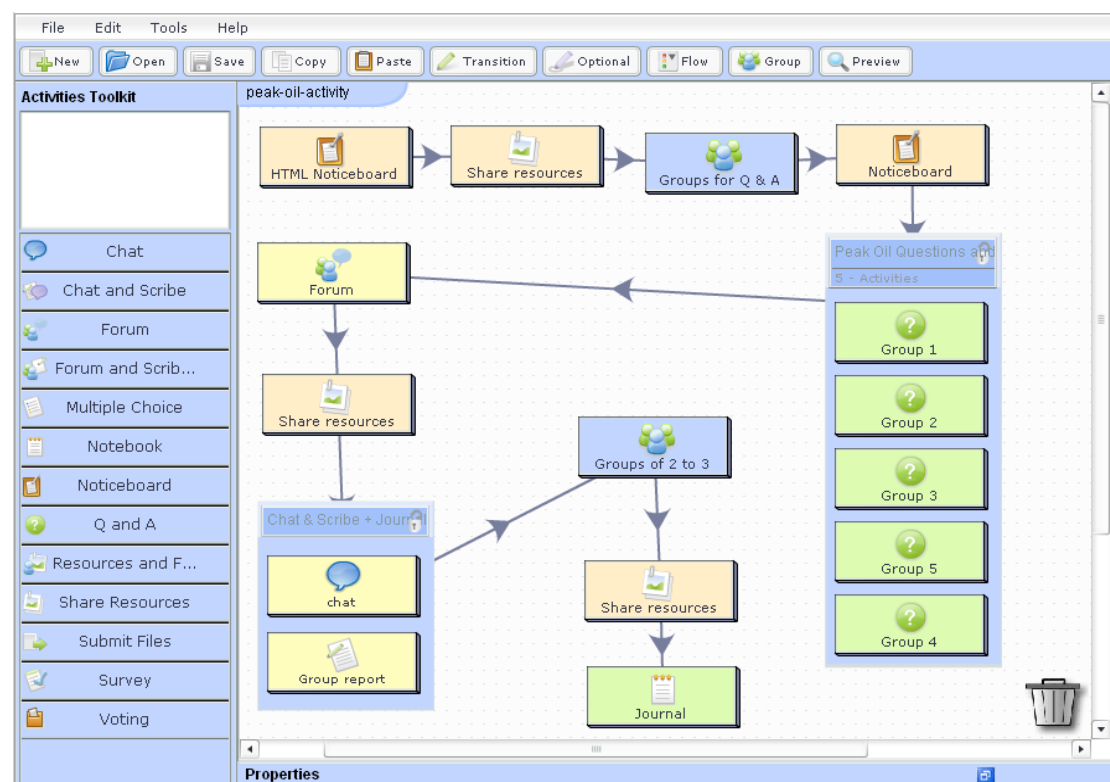 File Edit Tools Help
New Open Save Copy Paste Transition Optional Flow Group Preview
Activities Toolkit
Chat
Chat and Scribe
Forum
Forum and Scrib...
Multiple Choice
Notebook
Noticeboard
Q and A
Resources and F...
Share Resources
Submit Files
Survey
Voting
peak-oil-activity
HTML Noticeboard
Share resources
Groups for Q & A
Noticeboard
Peak Oil Questions and
5 - Activities
Group 1
Group 2
Group 3
Group 5
Group 4
Forum
Share resources
Chat & Scribe + Journal
chat
Group report
Groups of 2 to 3
Share resources
Journal
Properties